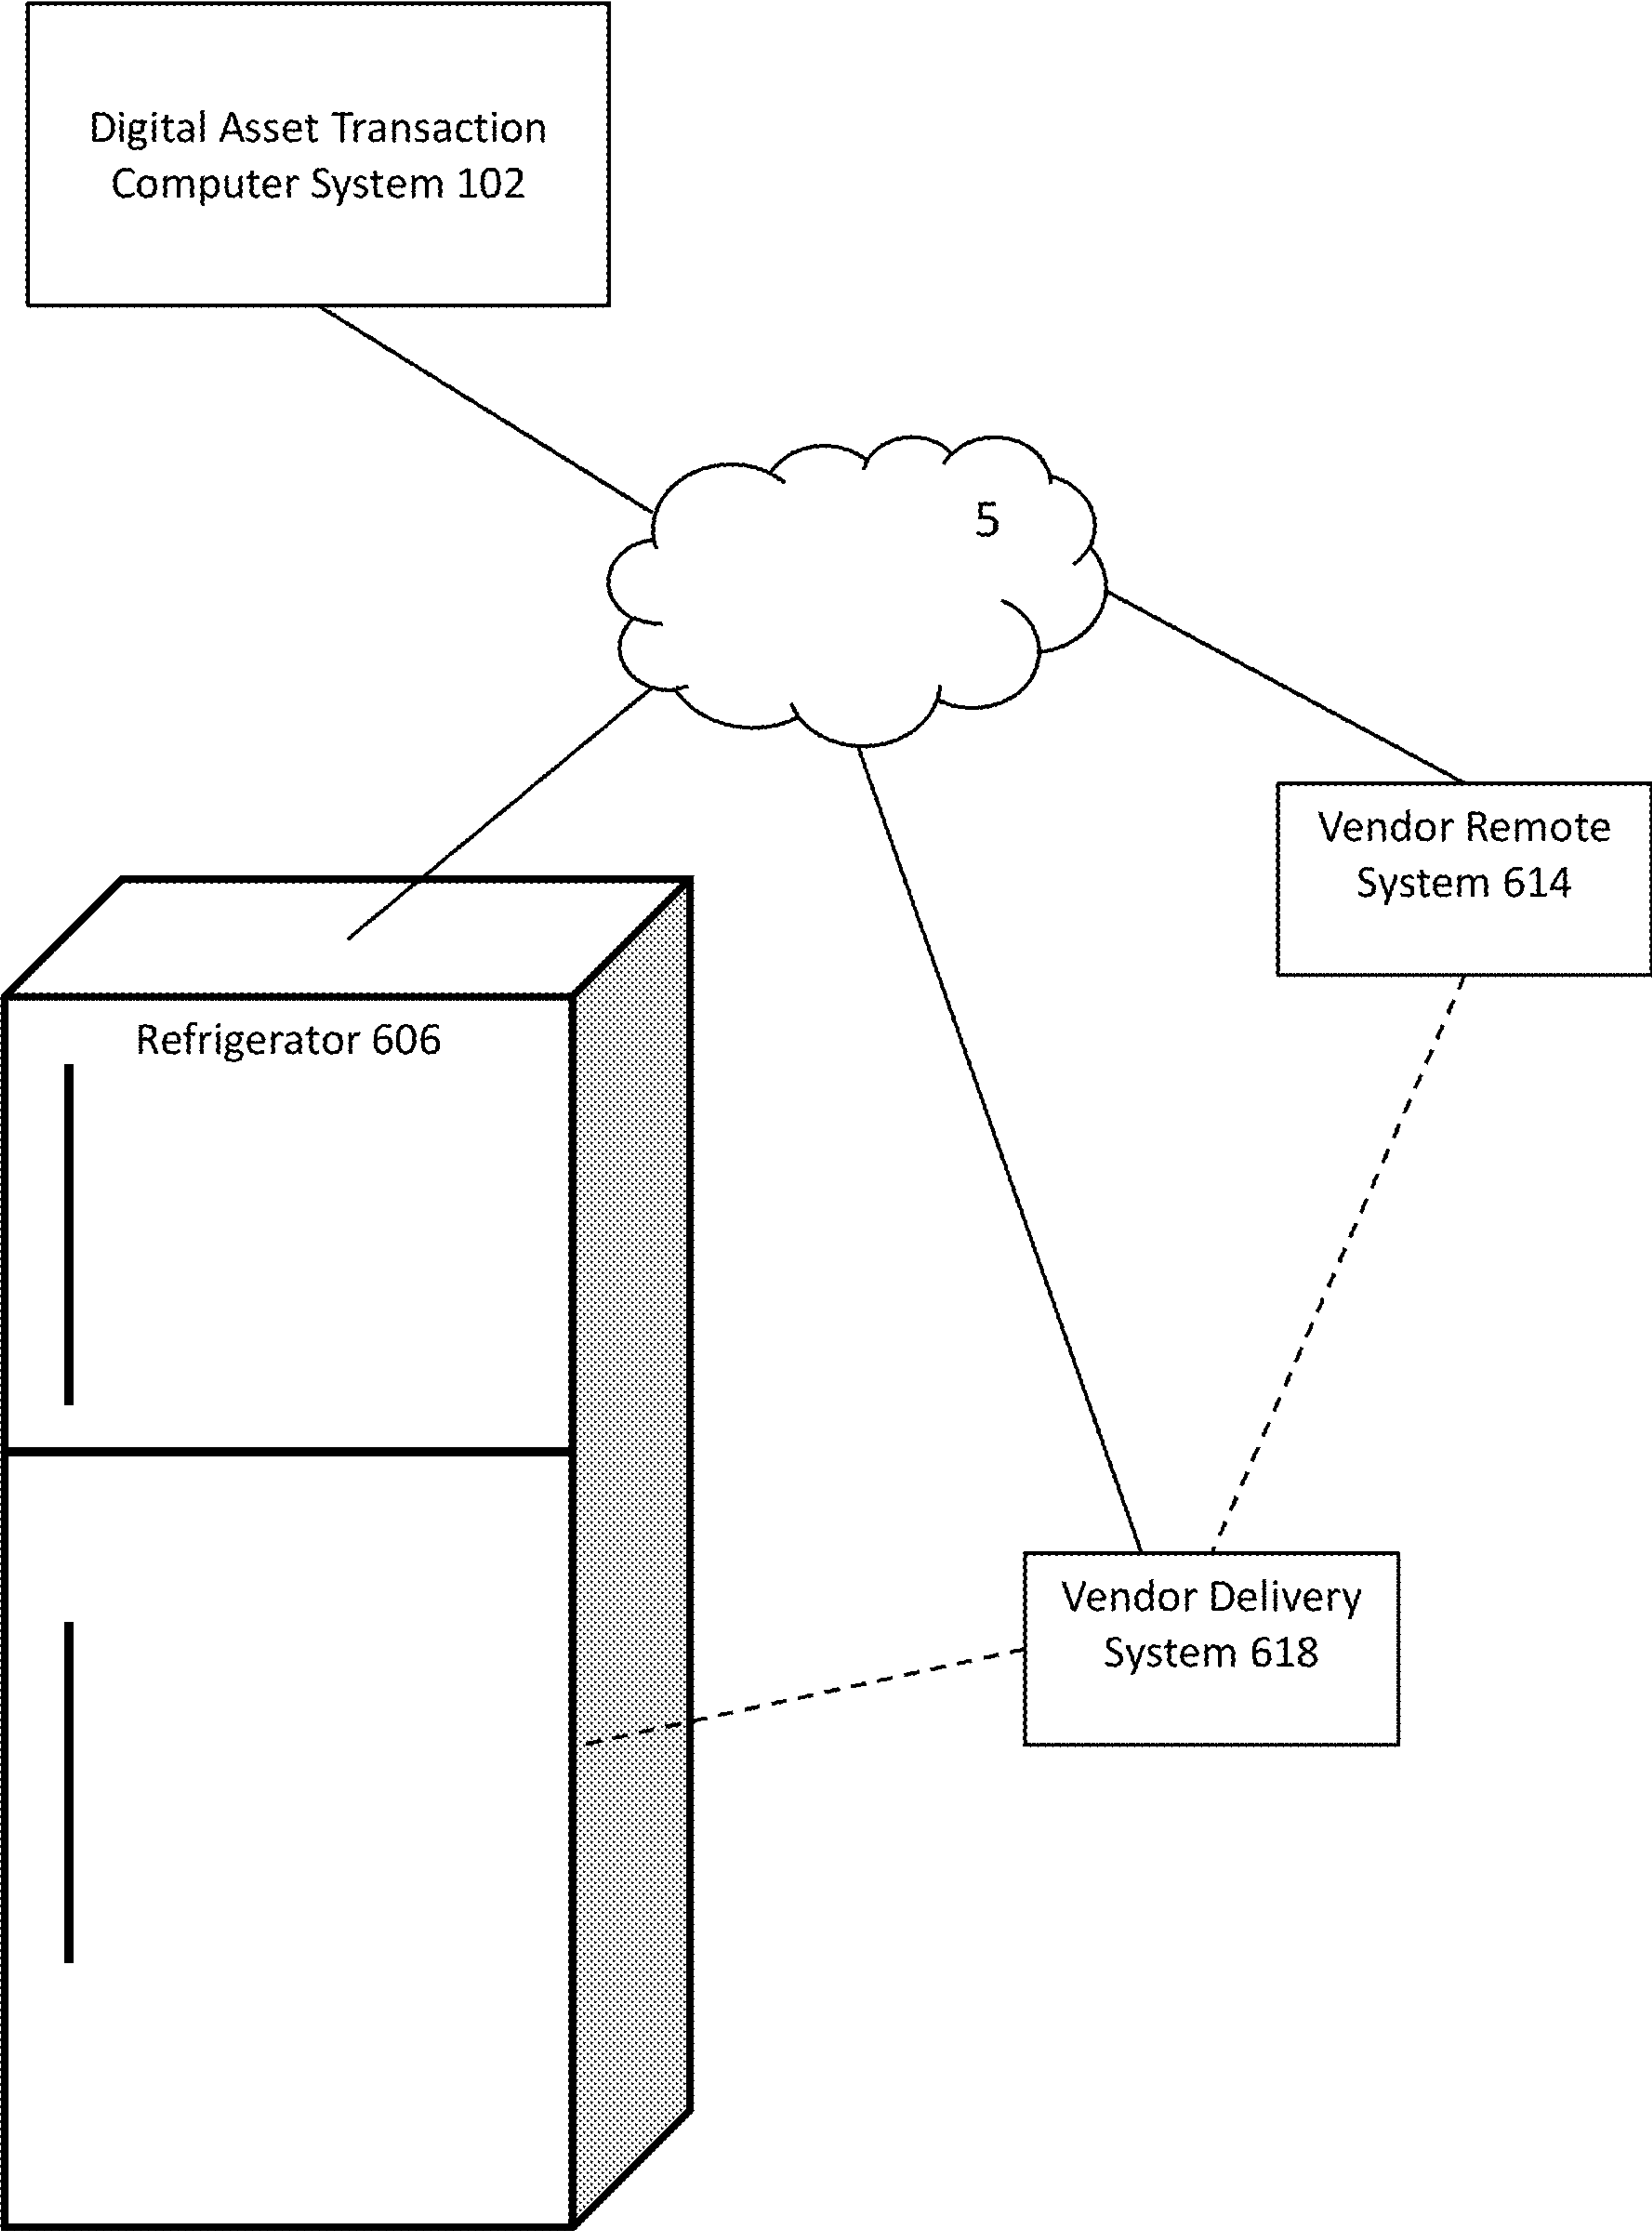 Digital Asset Transaction
Computer System 102
5
Vendor Remote
System 614
Refrigerator 606
Vendor Delivery
System 618